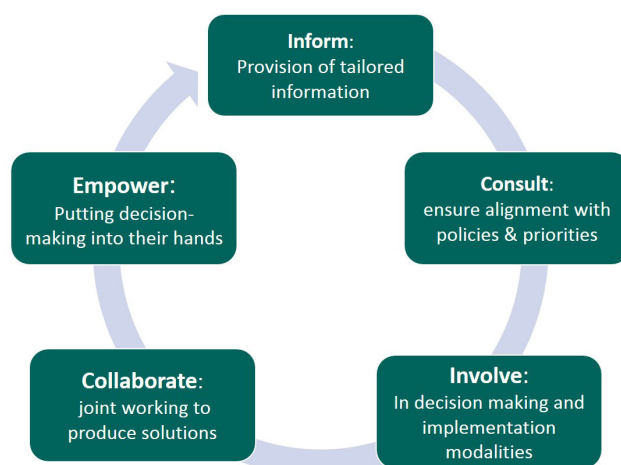 Inform:
Provision of tailored
information
Consult:
ensure alignment with
policies & priorities
Involve:
In decision making and
implementation
modalities
Collaborate:
joint working to
produce solutions
Empower:
Putting decision-
making into their hands